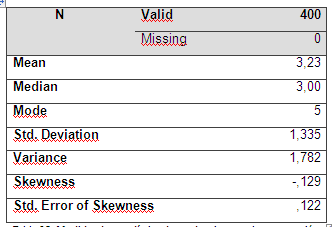 N Valid 400
Missing 0
Mean 3,23
Median 3,00
Mode 5
Std. Deviation 1,335
Variance 1,782
Skewness -,129
Std. Error of Skewness ,122